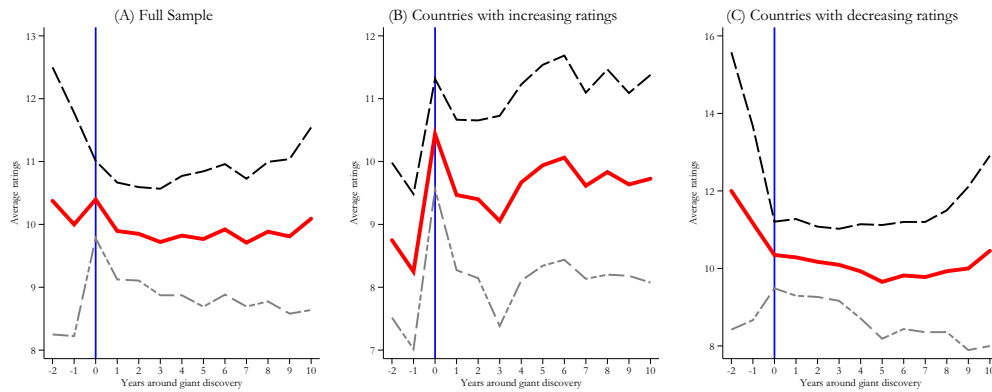 (A) Full Sample
13
12
11
10
9
8
Average ratings
-2 -1 0 1 2 3 4 5 6 7 8 9 10
Years around giant discovery
(B) Countries with increasing ratings
12
11
10
9
8
7
Average ratings
-2 -1 0 1 2 3 4 5 6 7 8 9 10
Years around giant discovery
(C) Countries with decreasing ratings
16
14
12
10
8
Average ratings
-2 -1 0 1 2 3 4 5 6 7 8 9 10
Years around giant discovery